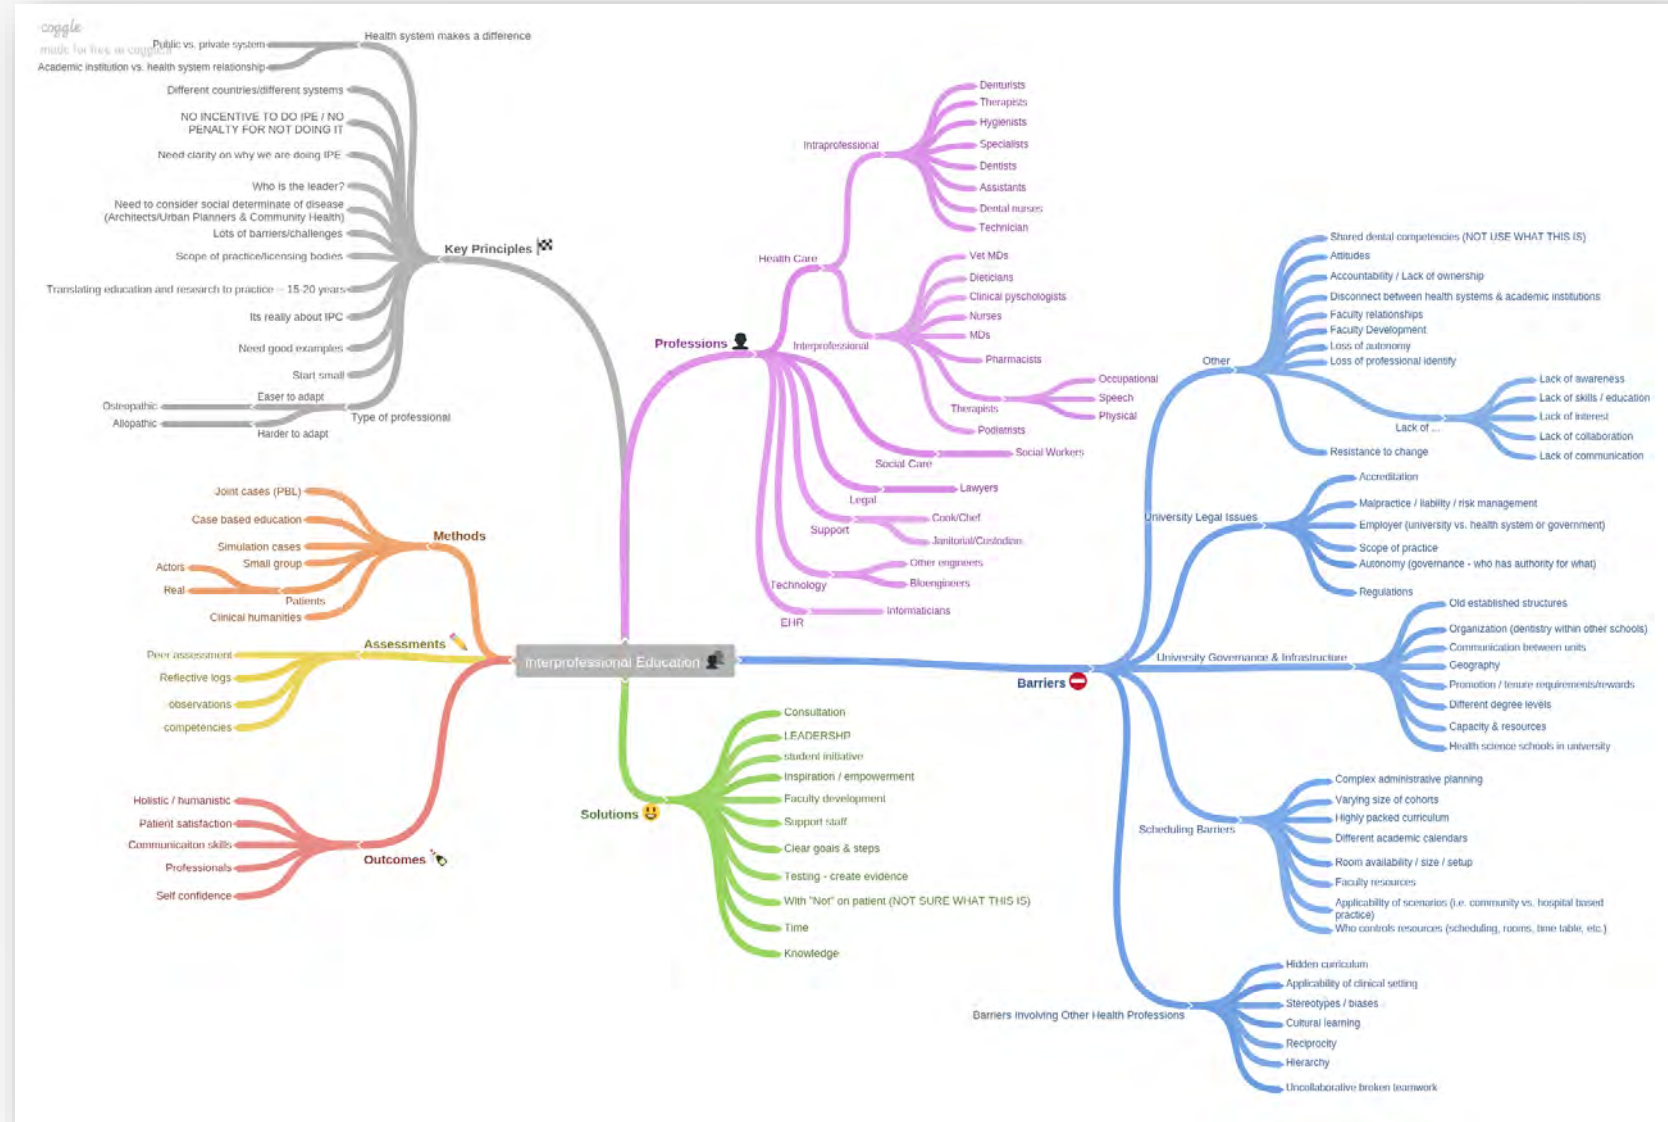 coggle
made for free at coggle.it
Health system makes a difference
Public vs. private system
Academic institution vs. health system relationship
Different countries/different systems
NO INCENTIVE TO DO IPE / NO
PENALTY FOR NOT DOING IT
Need clarity on why we are doing IPE
Who is the leader?
Need to consider social determinate of disease
(Architects/Urban Planners & Community Health)
Lots of barriers/challenges
Scope of practice/licensing bodies
Translating education and research to practice – 15-20 years
Its really about IPC
Need good examples
Start small
Easer to adapt
Osteopathic
Allopathic
Harder to adapt
Type of professional
Key Principles
Joint cases (PBL)
Case based education
Simulation cases
Small group
Actors
Real
Patients
Clinical humanities
Methods
Assessments
Peer assessment
Reflective logs
observations
competencies
Holistic / humanistic
Patient satisfaction
Communicaiton skills
Professionals
Self confidence
Outcomes
Interprofessional Education
Professions
Health Care
Intraprofessional
Denturists
Therapists
Hygienists
Specialists
Dentists
Assistants
Dental nurses
Technician
Interprofessional
Vet MDs
Dieticians
Clinical pyschologists
Nurses
MDs
Pharmacists
Therapists
Occupational
Speech
Physical
Podiatrists
Social Care
Social Workers
Legal
Lawyers
Support
Cook/Chef
Janitorial/Custodian
Technology
Other engineers
Bioengineers
EHR
Informaticians
Solutions
Consultation
LEADERSHP
student initiative
Inspiration / empowerment
Faculty development
Support staff
Clear goals & steps
Testing - create evidence
With "Not" on patient (NOT SURE WHAT THIS IS)
Time
Knowledge
Barriers
Other
Shared dental competencies (NOT USE WHAT THIS IS)
Attitudes
Accountability / Lack of ownership
Disconnect between health systems & academic institutions
Faculty relationships
Faculty Development
Loss of autonomy
Loss of professional identify
Lack of ...
Lack of awareness
Lack of skills / education
Lack of interest
Lack of collaboration
Lack of communication
Resistance to change
University Legal Issues
Accreditation
Malpractice / liability / risk management
Employer (university vs. health system or government)
Scope of practice
Autonomy (governance - who has authority for what)
Regulations
University Governance & Infrastructure
Old established structures
Organization (dentistry within other schools)
Communication between units
Geography
Promotion / tenure requirements/rewards
Different degree levels
Capacity & resources
Health science schools in university
Scheduling Barriers
Complex administrative planning
Varying size of cohorts
Highly packed curriculum
Different academic calendars
Room availability / size / setup
Faculty resources
Applicability of scenarios (i.e. community vs. hospital based
practice)
Who controls resources (scheduling, rooms, time table, etc.)
Barriers Involving Other Health Professions
Hidden curriculum
Applicability of clinical setting
Stereotypes / biases
Cultural learning
Reciprocity
Hierarchy
Uncollaborative broken teamwork